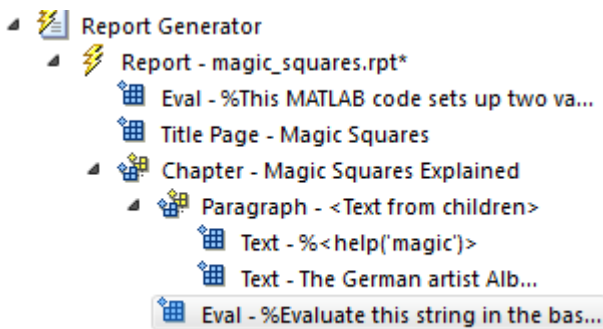 Report Generator
Report - magic_squares.rpt*
Eval - %This MATLAB code sets up two va...
Title Page - Magic Squares
Chapter - Magic Squares Explained
Paragraph - <Text from children>
Text - %<help('magic')>
Text - The German artist Alb...
Eval - %Evaluate this string in the bas...